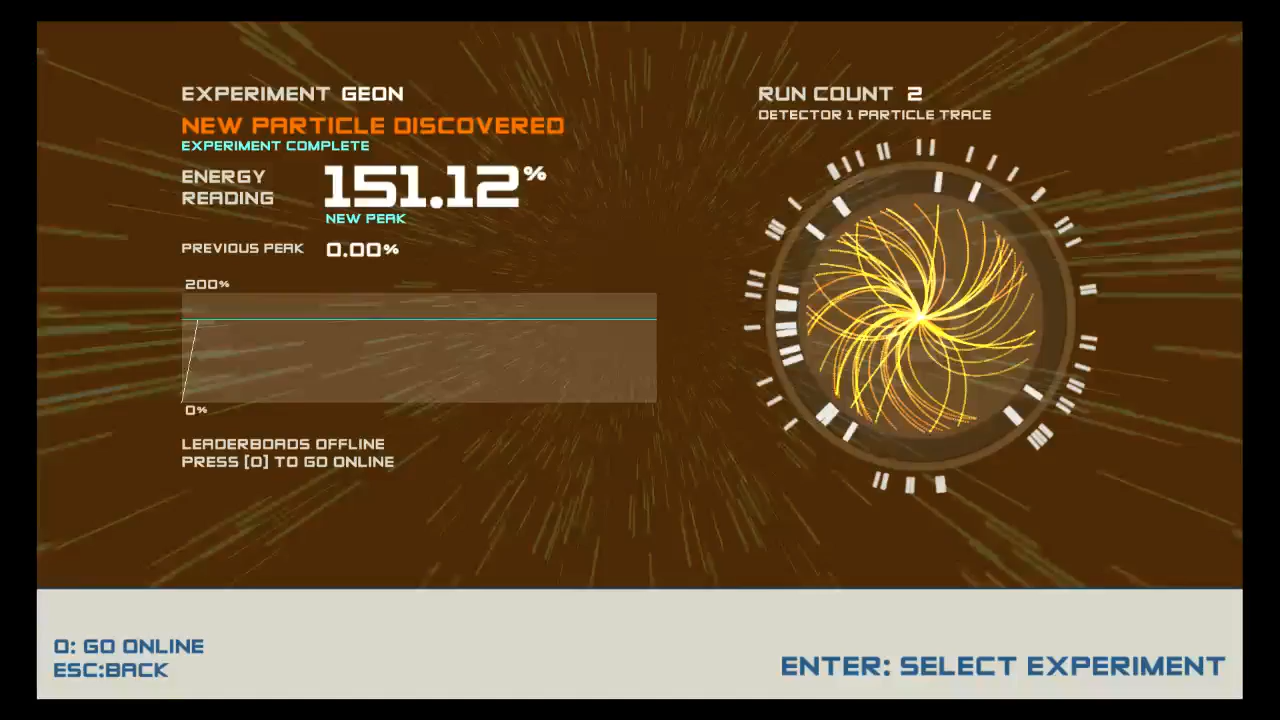 EXPERIMENT GEON
NEW PARTICLE DISCOVERED
EXPERIMENT COMPLETE
ENERGY READING 151.12%
NEW PEAK
PREVIOUS PEAK 0.00%
200%
0%
LEADERBOADS OFFLINE
PRESS [O] TO GO ONLINE
RUN COUNT 2
DETECTOR 1 PARTICLE TRACE
O: GO ONLINE
ESC:BACK
ENTER: SELECT EXPERIMENT